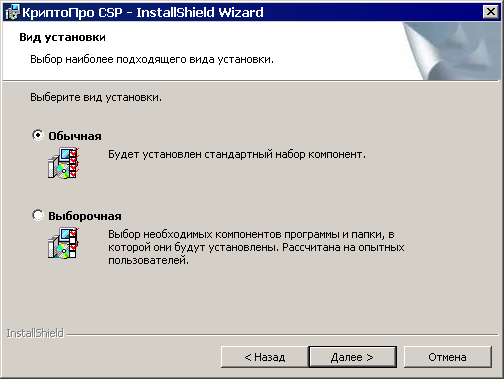 КриптоПро CSP - InstallShield Wizard
Вид установки
Выбор наиболее подходящего вида установки.
Выберите вид установки.
Обычная
Будет установлен стандартный набор компонент.
Выборочная
Выбор необходимых компонентов программы и папки, в
которой они будут установлены. Рассчитана на опытных
пользователей.
InstallShield
< Назад
Далее >
Отмена